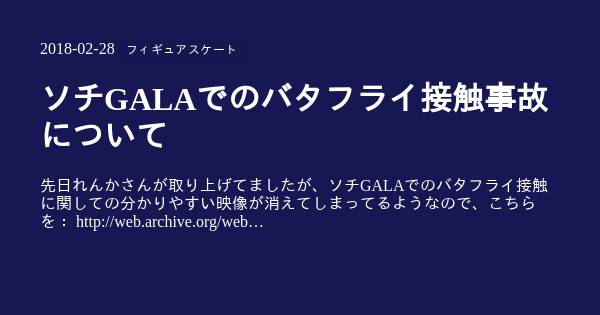 2018-02-28 フィギュアスケート
ソチGALAでのバタフライ接触事故
について
先日れんかさんが取り上げてましたが、ソチGALAでのバタフライ接触
に関しての分かりやすい映像が消えてしまってるようなので、こちら
を： http://web.archive.org/web…